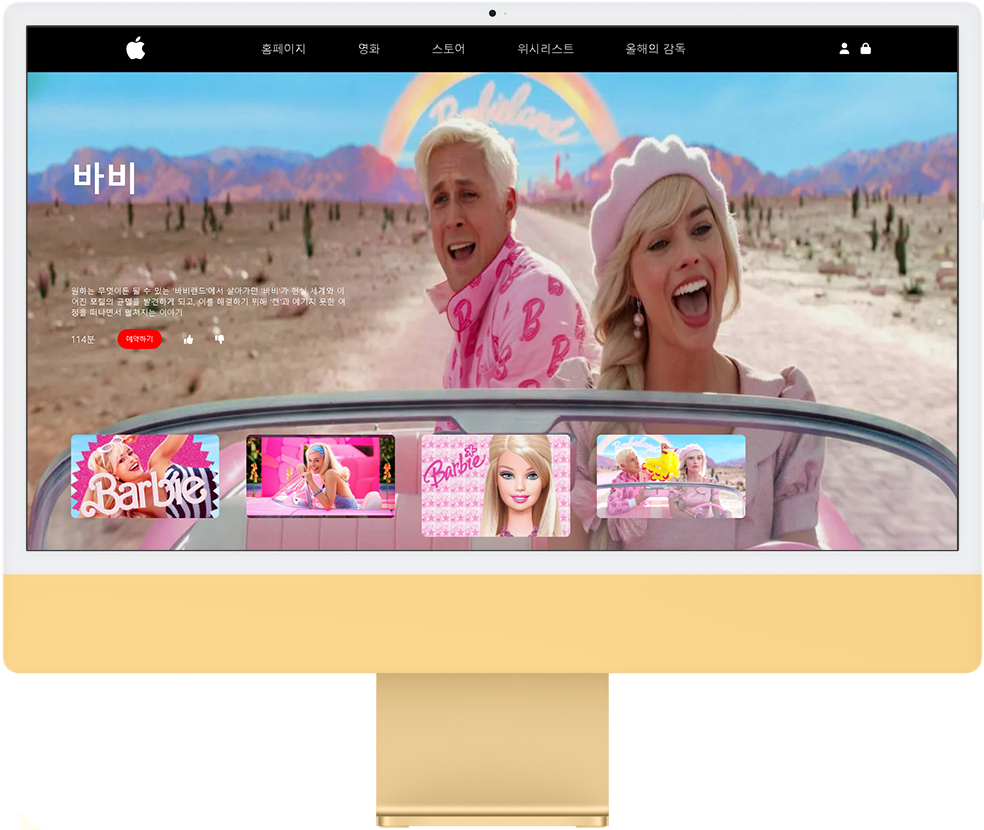 홈페이지
영화
스토어
위시리스트
올해의 감독
Barbieland
바비
원하는 무엇이든 될 수 있는 '바비랜드'에서 살아가던 '바비'가 현실 세계와 이
어진 포털의 균열을 발견하게 되고, 이를 해결하기 위해 '켄'과 예기치 못한 여
정을 떠나면서 펼쳐지는 이야기
114분
예약하기
Barbie
Barbie